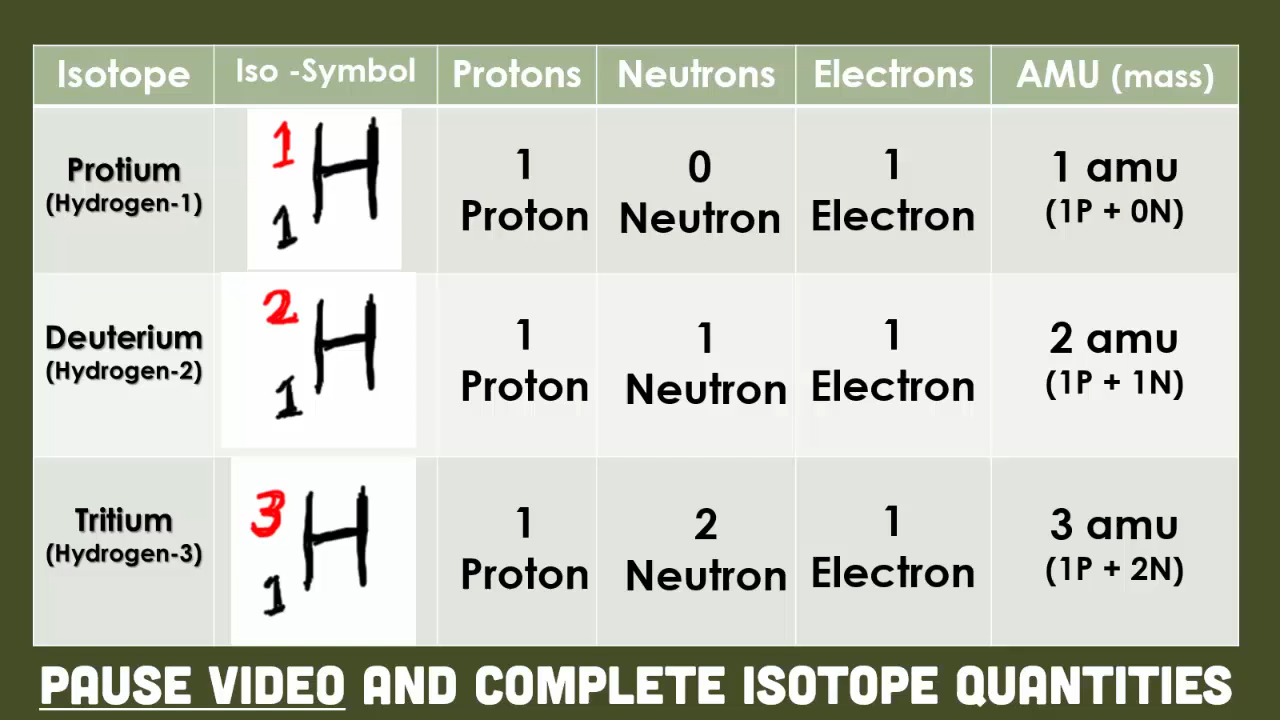 Isotope Iso -Symbol Protons Neutrons Electrons AMU (mass)
Protium
(Hydrogen-1)
1
H
1
1
Proton
0
Neutron
1
Electron
1 amu
(1P + 0N)
Deuterium
(Hydrogen-2)
2
H
1
1
Proton
1
Neutron
1
Electron
2 amu
(1P + 1N)
Tritium
(Hydrogen-3)
3
H
1
1
Proton
2
Neutron
1
Electron
3 amu
(1P + 2N)
PAUSE VIDEO AND COMPLETE ISOTOPE QUANTITIES